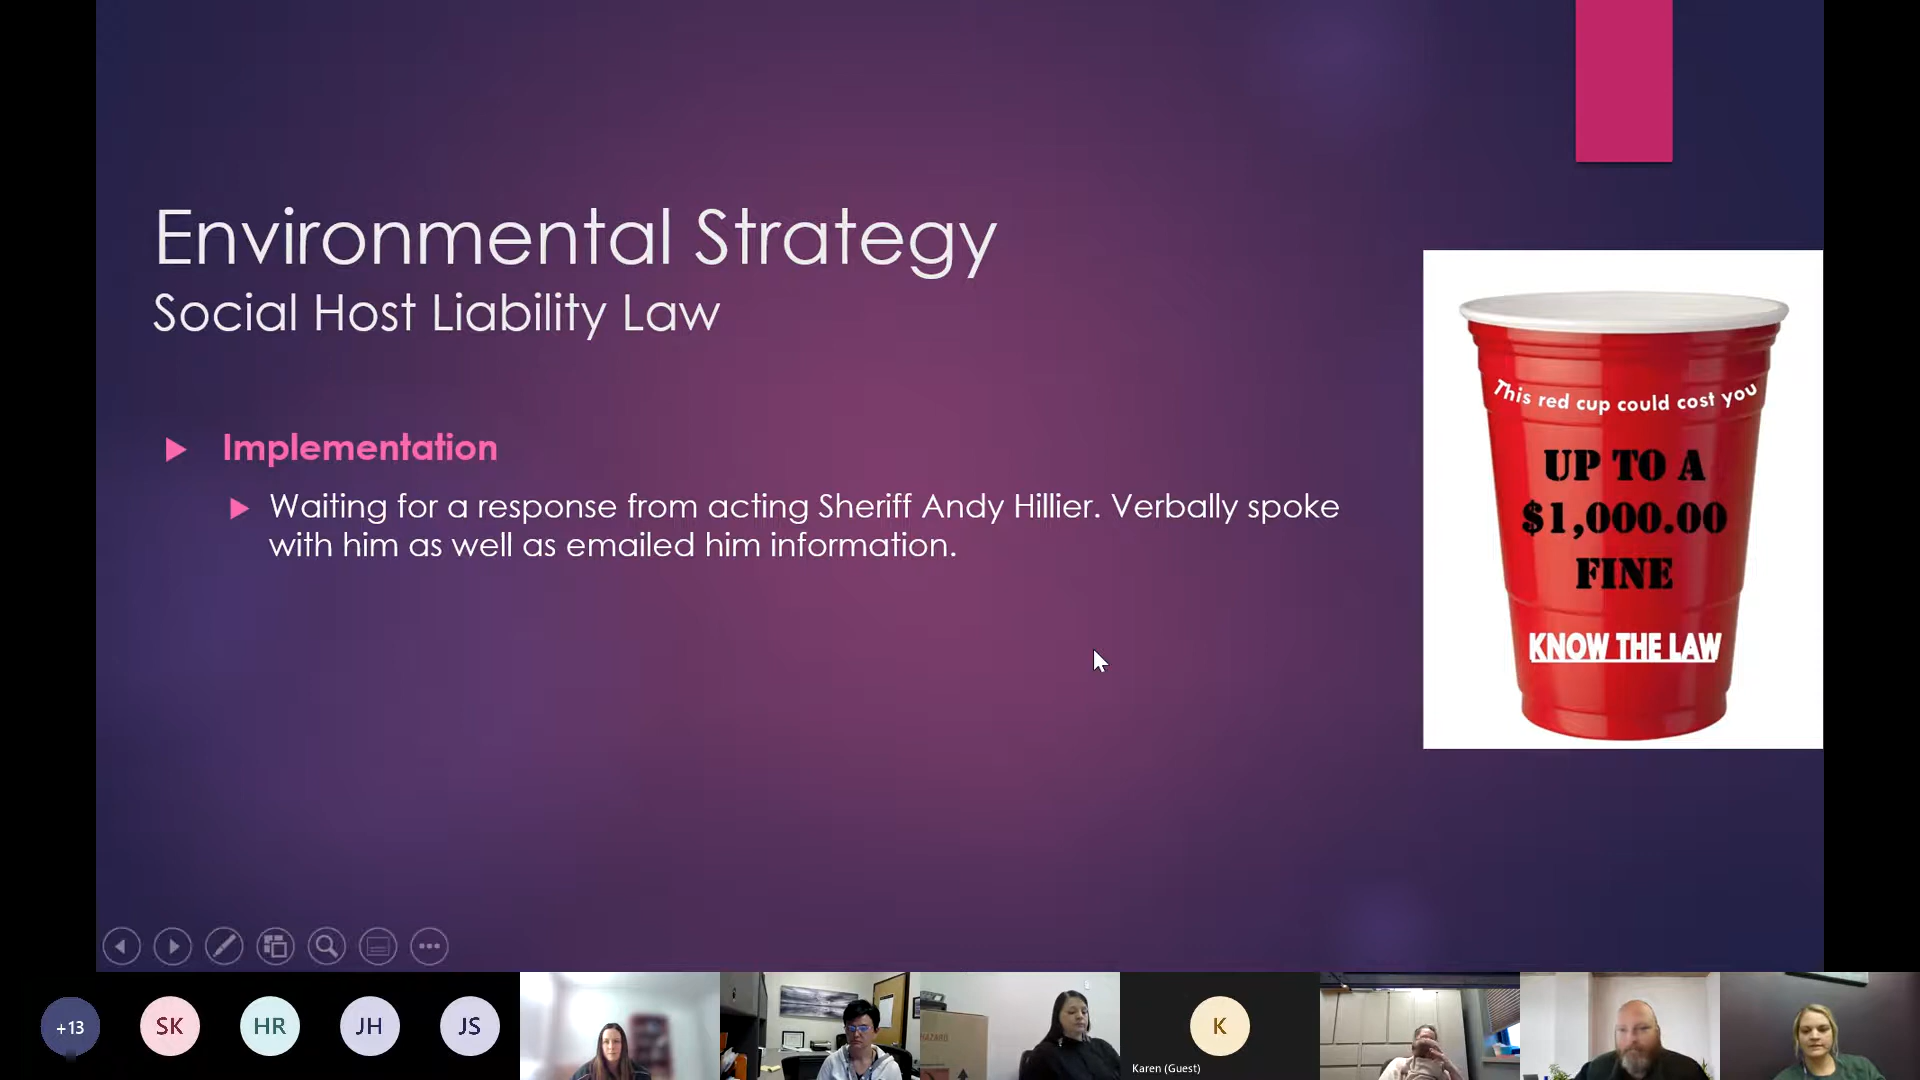 Environmental Strategy
Social Host Liability Law
Implementation
Waiting for a response from acting Sheriff Andy Hillier. Verbally spoke
with him as well as emailed him information.
This red cup could cost you
UP TO A
$1,000.00
FINE
KNOW THE LAW
+13
SK
HR
JH
JS
K
Karen (Guest)